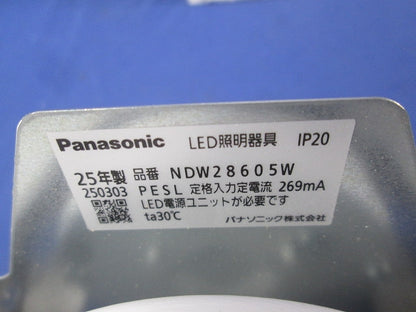 Panasonic LED照明器具 IP20
25年製 品番 NDW28605W
250303 PESL 定格入力定電流 269mA
LED電源ユニットが必要です
ta30℃ パナソニック株式会社